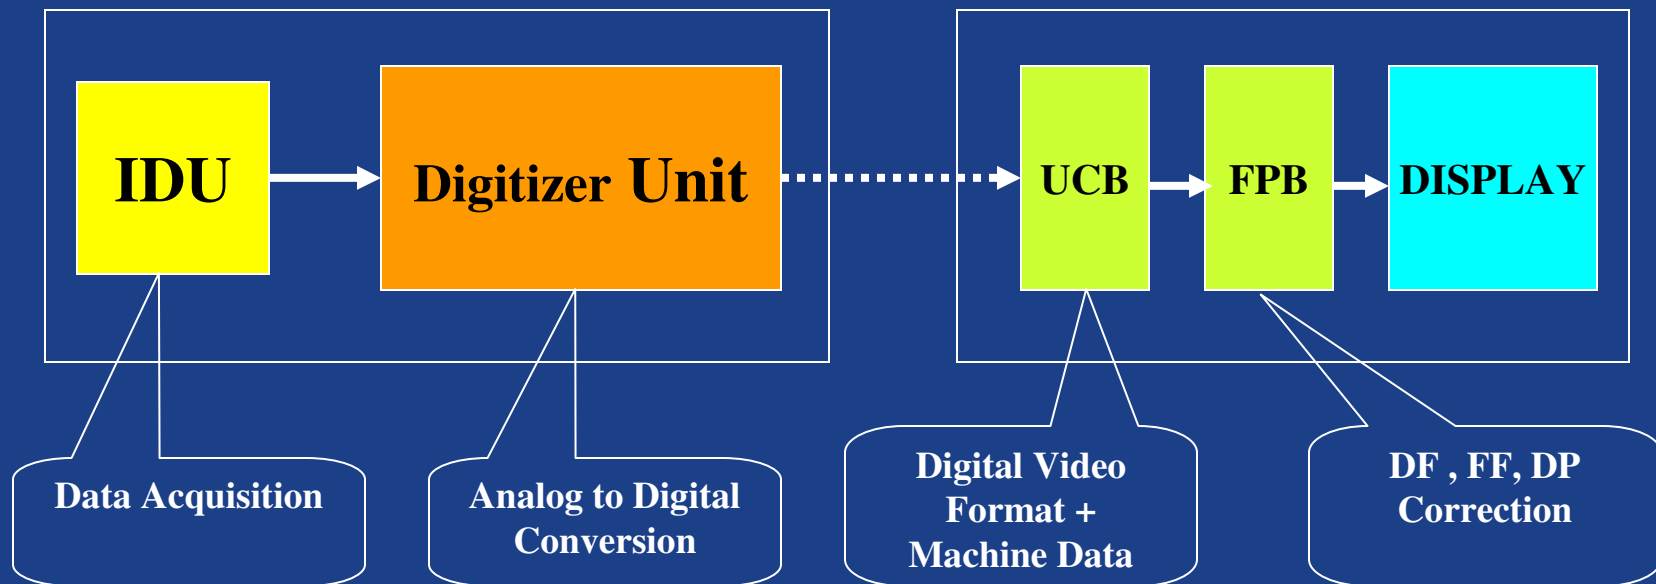 IDU
Digitizer Unit
UCB
FPB
DISPLAY
Data Acquisition
Analog to Digital
Conversion
Digital Video
Format +
Machine Data
DF , FF, DP
Correction